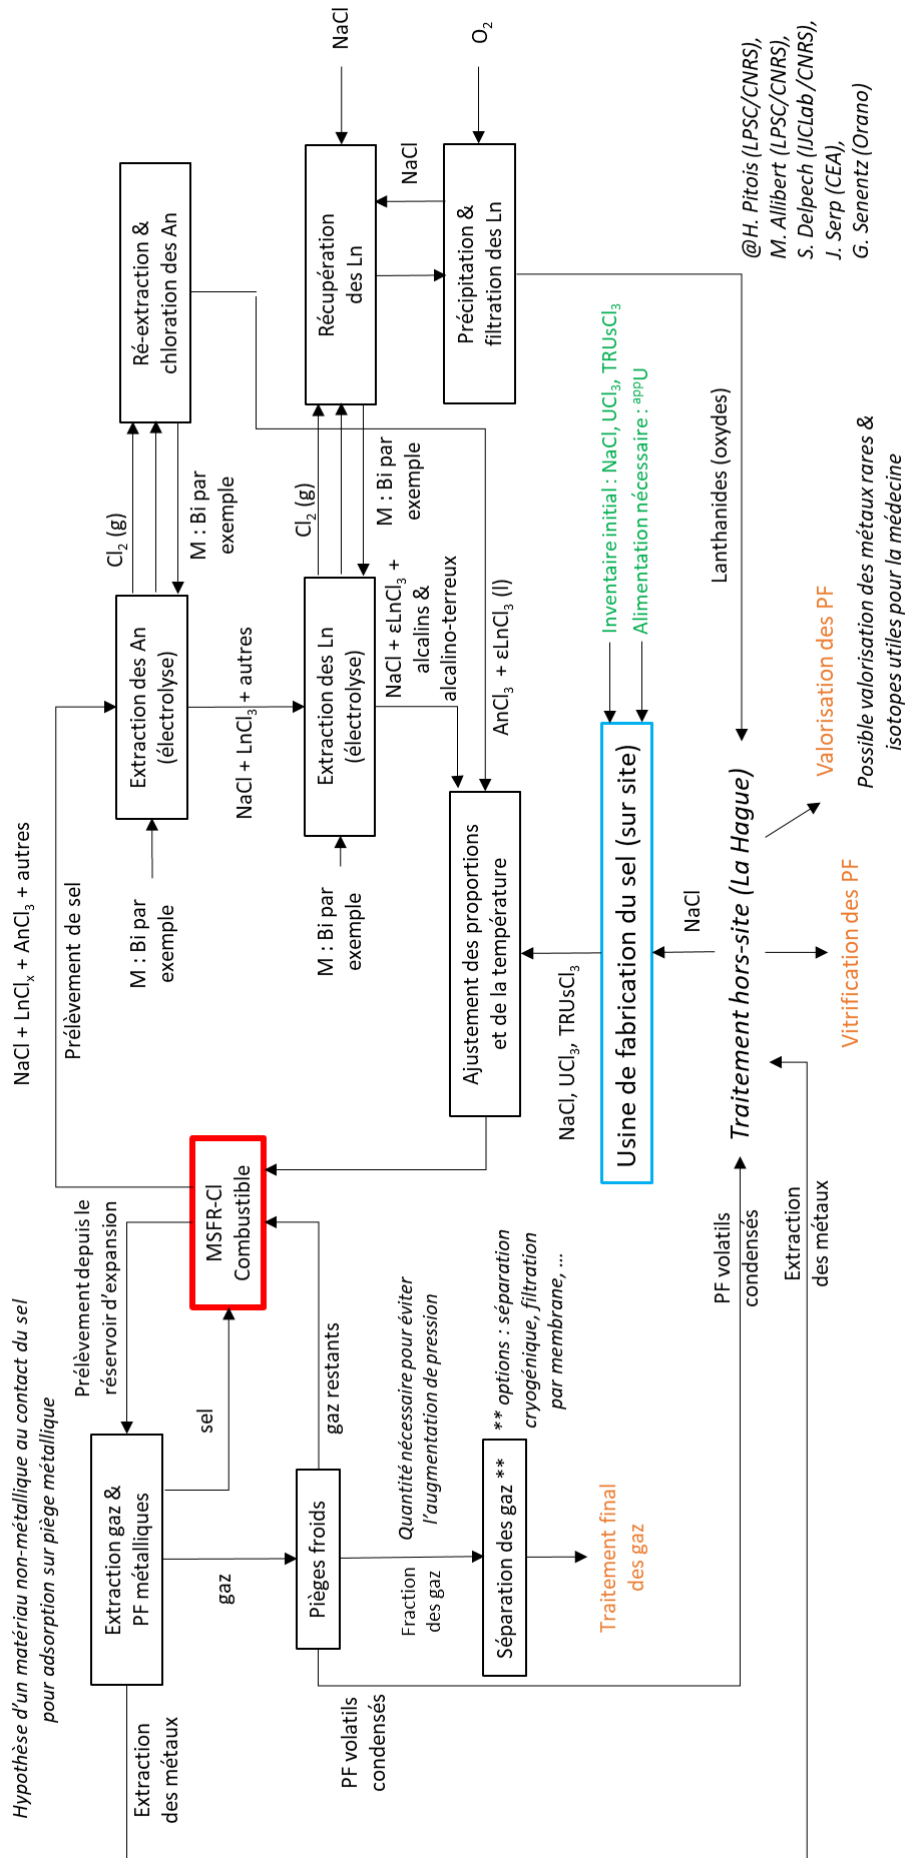 Hypothèse d'un matériau non-métallique au contact du sel
pour adsorption sur piège métallique
Extraction gaz &
PF métalliques
Extraction
des métaux
Prélèvement depuis le
réservoir d'expansion
sel
gaz
MSFR-Cl
Combustible
Pièges froids
gaz restants
PF volatils
condensés
Fraction
des gaz
Quantité nécessaire pour éviter
l'augmentation de pression
Séparation des gaz **
** options : séparation
cryogénique, filtration
par membrane, ...
Traitement final
des gaz
NaCl + LnClₓ + AnCl₃ + autres
Prélèvement de sel
M : Bi par
exemple
Extraction des An
(électrolyse)
Cl₂ (g)
M : Bi par
exemple
Ré-extraction &
chloration des An
NaCl + LnCl₃ + autres
M : Bi par
exemple
Extraction des Ln
(électrolyse)
Cl₂ (g)
M : Bi par
exemple
Récupération
des Ln
NaCl
NaCl
Précipitation &
filtration des Ln
O₂
NaCl + εLnCl₃ +
alcalins &
alcalino-terreux
AnCl₃ + εLnCl₃ (l)
Ajustement des proportions
et de la température
NaCl, UCl₃, TRUsCl₃
Usine de fabrication du sel (sur site)
Inventaire initial : NaCl, UCl₃, TRUsCl₃
Alimentation nécessaire : ᵃᵖᵖU
NaCl
Lanthanides (oxydes)
PF volatils
condensés
Traitement hors-site (La Hague)
Extraction
des métaux
Vitrification des PF
Valorisation des PF
Possible valorisation des métaux rares &
isotopes utiles pour la médecine
@H. Pitois (LPSC/CNRS),
M. Allibert (LPSC/CNRS),
S. Delpech (IJCLab /CNRS),
J. Serp (CEA),
G. Senentz (Orano)